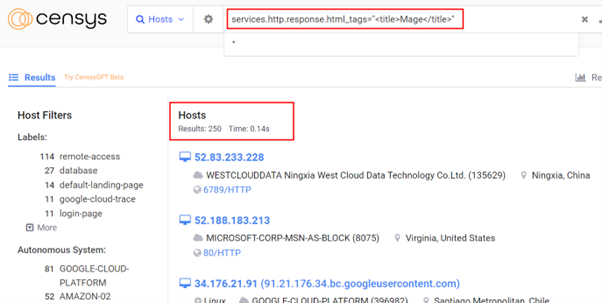 censys
Hosts
services.http.response.html_tags="<title>Mage</title>"
*
Results
Try CensysGPT Beta
Host Filters
Labels:
114 remote-access
27 database
14 default-landing-page
11 google-cloud-trace
11 login-page
More
Autonomous System:
81 GOOGLE-CLOUD-
PLATFORM
52 AMAZON-02
Hosts
Results: 250 Time: 0.14s
52.83.233.228
WESTCLOUDDATA Ningxia West Cloud Data Technology Co.Ltd. (135629) Ningxia, China
6789/HTTP
52.188.183.213
MICROSOFT-CORP-MSN-AS-BLOCK (8075) Virginia, United States
80/HTTP
34.176.21.91 (91.21.176.34.bc.googleusercontent.com)
Linux GOOGLE-CLOUD-PLATFORM (396982) Santiago Metropolitan, Chile